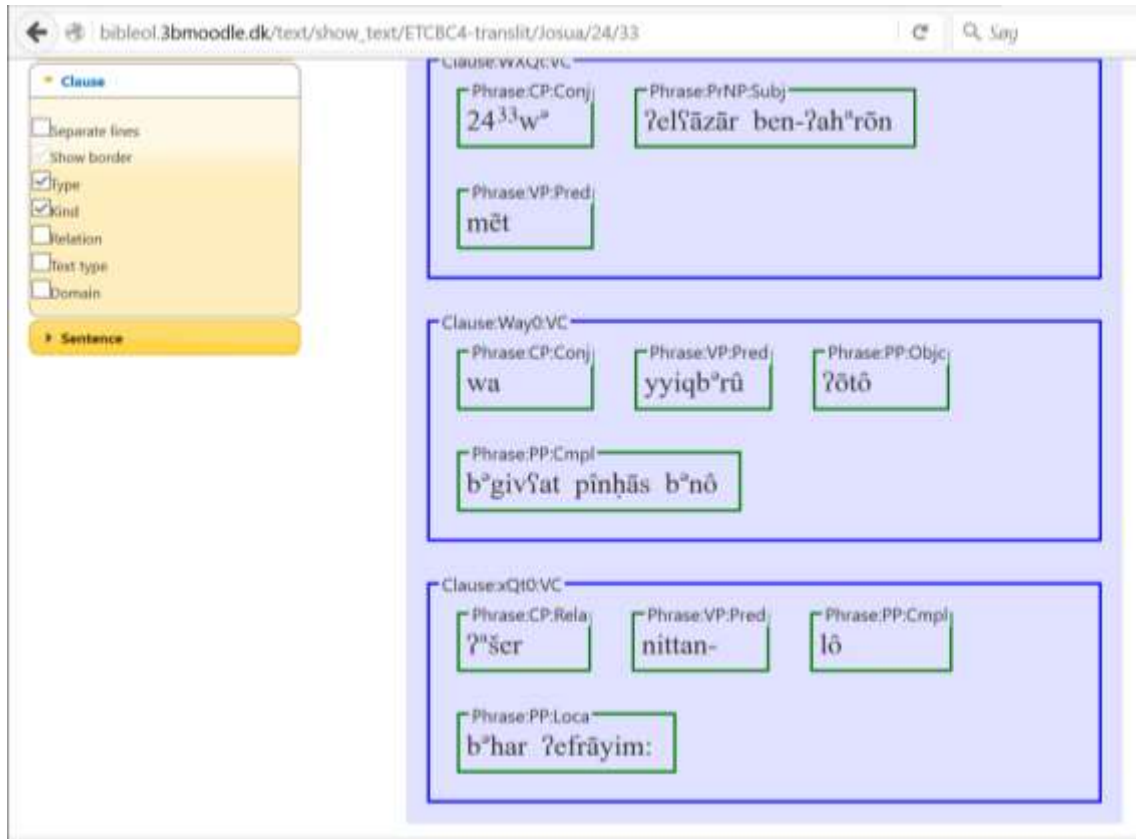 bibleol.3bmoodle.dk/text/show_text/ETCBC4-translit/Josua/24/33
Søg
Clause
Separate lines
Show border
Type
Kind
Relation
Text type
Domain
Sentence
Clause:WXQt:VC
Phrase:CP:Conj Phrase:PrNP:Subj
24³³wᵊ ʔelʕāzār ben-ʔahᵃrōn
Phrase:VP:Pred
mēt
Clause:Way0:VC
Phrase:CP:Conj Phrase:VP:Pred Phrase:PP:Objc
wa yyiqbᵊrû ʔōtô
Phrase:PP:Cmpl
bᵊgivʕat pînḥās bᵊnô
Clause:xQt0:VC
Phrase:CP:Rela Phrase:VP:Pred Phrase:PP:Cmpl
ʔᵃšer nittan- lô
Phrase:PP:Loca
bᵊhar ʔefrāyim: